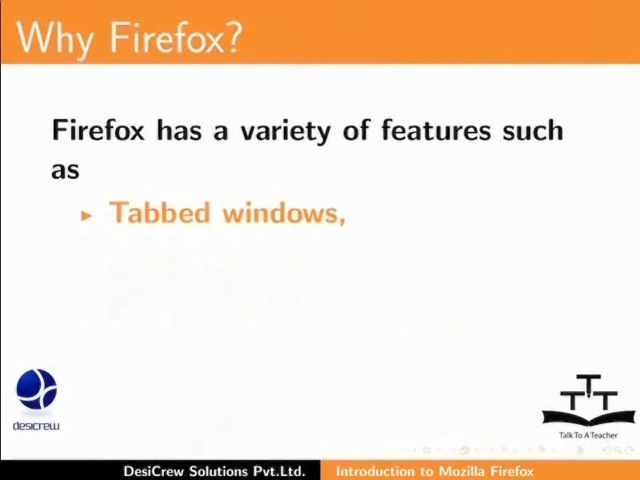 Why Firefox?
Firefox has a variety of features such
as
▸ Tabbed windows,
desicrew
TTT
Talk To A Teacher
DesiCrew Solutions Pvt.Ltd. Introduction to Mozilla Firefox